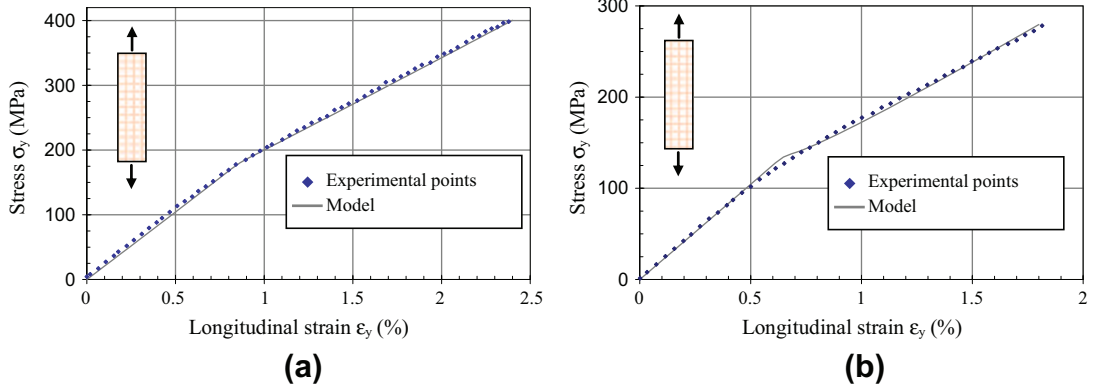 400
300
200
100
0
Stress σy (MPa)
Experimental points
Model
0 0.5 1 1.5 2 2.5
Longitudinal strain εy (%)
(a)
300
200
100
0
Stress σy (MPa)
Experimental points
Model
0 0.5 1 1.5 2
Longitudinal strain εy (%)
(b)